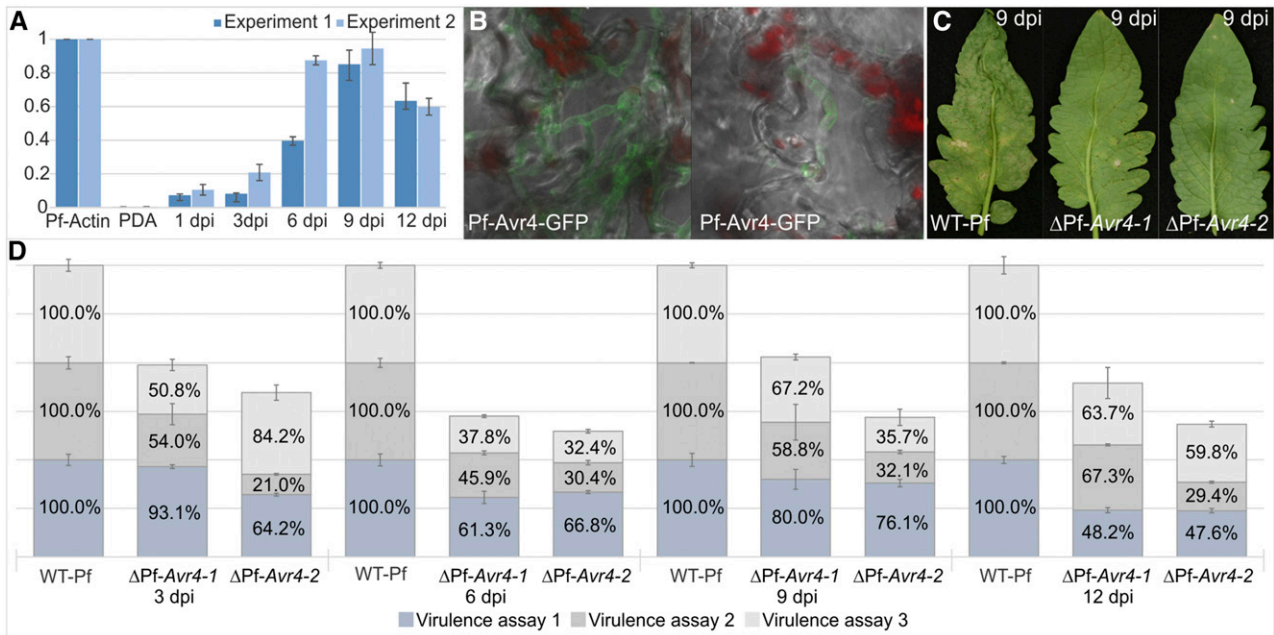 A
Experiment 1 Experiment 2
1
0.8
0.6
0.4
0.2
0
Pf-Actin PDA 1 dpi 3dpi 6 dpi 9 dpi 12 dpi
B
Pf-Avr4-GFP Pf-Avr4-GFP
C
9 dpi 9 dpi 9 dpi
WT-Pf ΔPf-Avr4-1 ΔPf-Avr4-2
D
100.0% 100.0% 100.0% 100.0%
50.8% 84.2% 37.8% 32.4% 67.2% 35.7% 63.7% 59.8%
100.0% 54.0% 21.0% 100.0% 45.9% 30.4% 100.0% 58.8% 32.1% 100.0% 67.3% 29.4%
100.0% 93.1% 64.2% 100.0% 61.3% 66.8% 100.0% 80.0% 76.1% 100.0% 48.2% 47.6%
WT-Pf ΔPf-Avr4-1 ΔPf-Avr4-2 WT-Pf ΔPf-Avr4-1 ΔPf-Avr4-2 WT-Pf ΔPf-Avr4-1 ΔPf-Avr4-2 WT-Pf ΔPf-Avr4-1 ΔPf-Avr4-2
3 dpi 6 dpi 9 dpi 12 dpi
Virulence assay 1 Virulence assay 2 Virulence assay 3